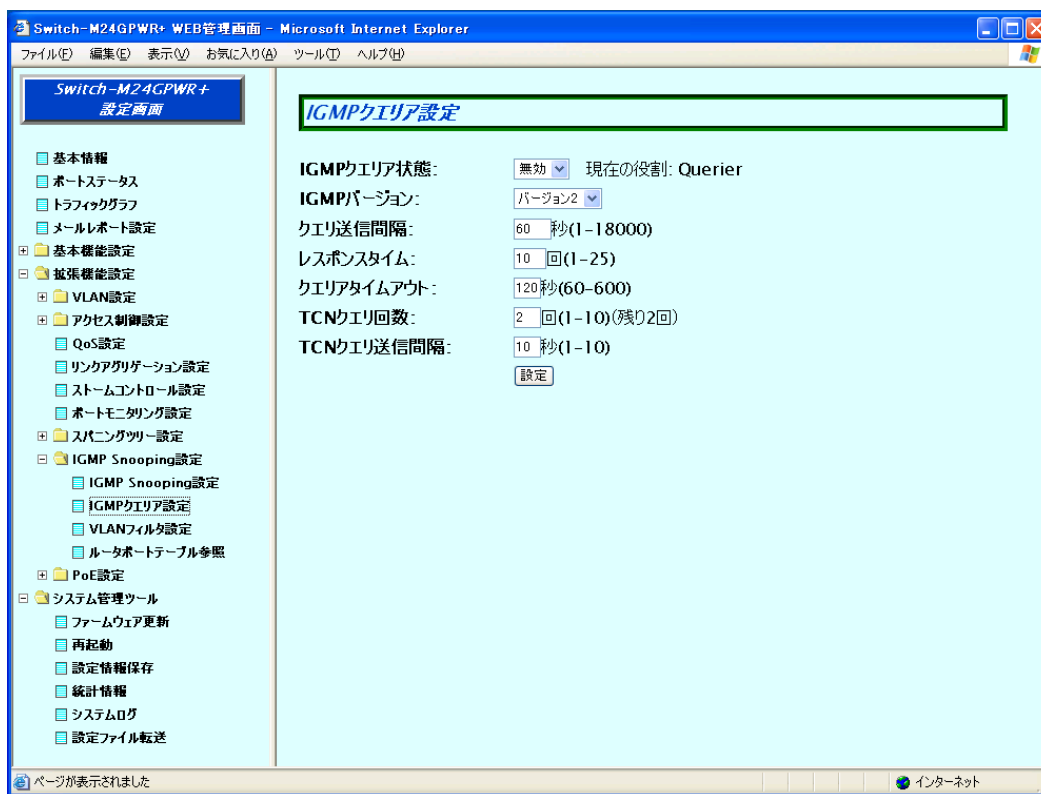 Switch-M24GPWR+ WEB管理画面 - Microsoft Internet Explorer
ファイル(F) 編集(E) 表示(V) お気に入り(A) ツール(T) ヘルプ(H)
Switch-M24GPWR+
設定画面
基本情報
ポートステータス
トラフィックグラフ
メールレポート設定
基本機能設定
拡張機能設定
VLAN設定
アクセス制御設定
QoS設定
リンクアグリゲーション設定
ストームコントロール設定
ポートモニタリング設定
スパニングツリー設定
IGMP Snooping設定
IGMP Snooping設定
IGMPクエリア設定
VLANフィルタ設定
ルータポートテーブル参照
PoE設定
システム管理ツール
ファームウェア更新
再起動
設定情報保存
統計情報
システムログ
設定ファイル転送
IGMPクエリア設定
IGMPクエリア状態: 無効 現在の役割: Querier
IGMPバージョン: バージョン2
クエリ送信間隔: 60 秒(1-18000)
レスポンスタイム: 10 回(1-25)
クエリアタイムアウト: 120 秒(60-600)
TCNクエリ回数: 2 回(1-10)(残り2回)
TCNクエリ送信間隔: 10 秒(1-10)
設定
ページが表示されました インターネット